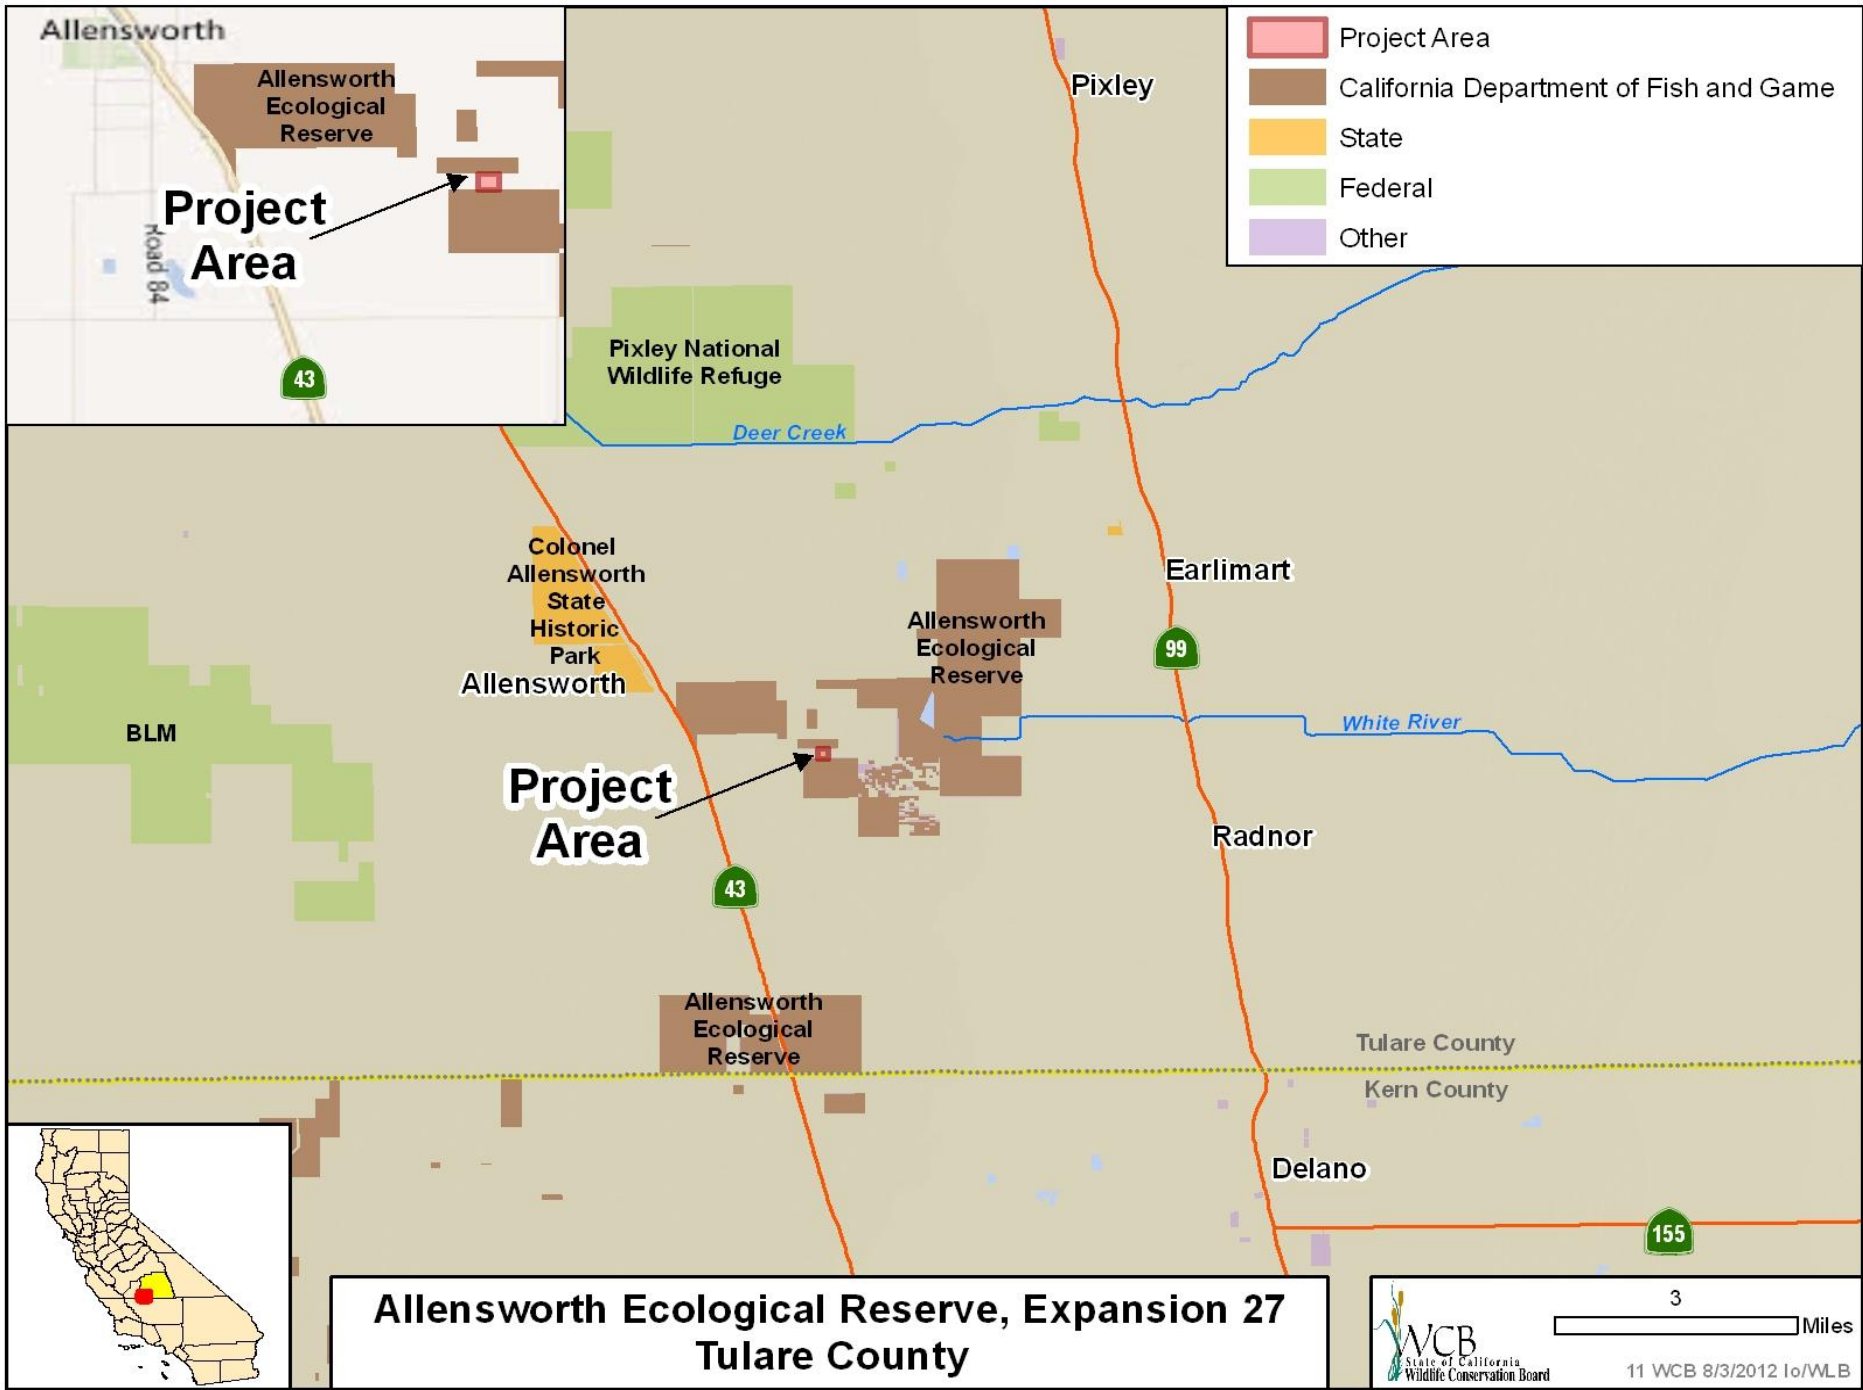 Allensworth
Allensworth
Ecological
Reserve
Project
Area
Road 84
43
Project Area
California Department of Fish and Game
State
Federal
Other
Pixley
Pixley National
Wildlife Refuge
Deer Creek
Colonel
Allensworth
State
Historic
Park
Allensworth
Earlimart
Allensworth
Ecological
Reserve
99
BLM
White River
Project
Area
Radnor
43
Allensworth
Ecological
Reserve
Tulare County
Kern County
Delano
155
Allensworth Ecological Reserve, Expansion 27
Tulare County
WCB
State of California
Wildlife Conservation Board
3
Miles
11 WCB 8/3/2012 lo/WLB